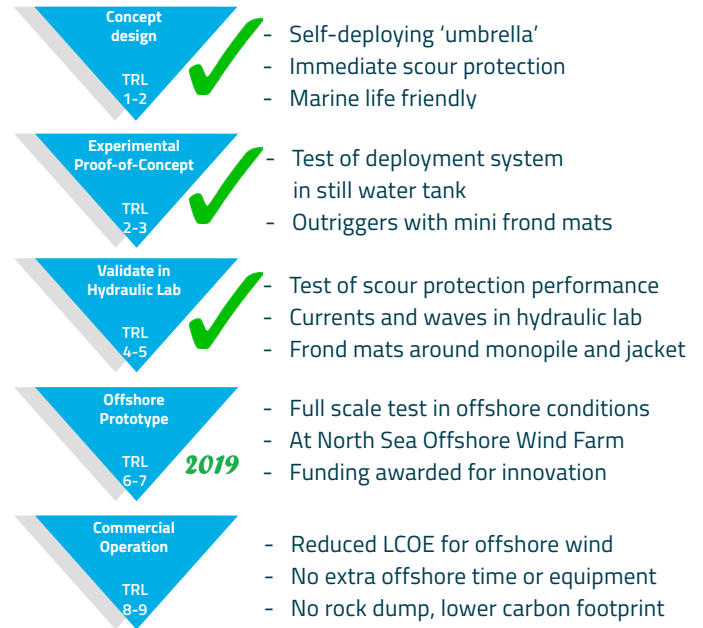 Concept
design
TRL
1-2
- Self-deploying ‘umbrella’
- Immediate scour protection
- Marine life friendly
Experimental
Proof-of-Concept
TRL
2-3
- Test of deployment system
in still water tank
- Outriggers with mini frond mats
Validate in
Hydraulic Lab
TRL
4-5
- Test of scour protection performance
- Currents and waves in hydraulic lab
- Frond mats around monopile and jacket
Offshore
Prototype
TRL
6-7
2019
- Full scale test in offshore conditions
- At North Sea Offshore Wind Farm
- Funding awarded for innovation
Commercial
Operation
TRL
8-9
- Reduced LCOE for offshore wind
- No extra offshore time or equipment
- No rock dump, lower carbon footprint